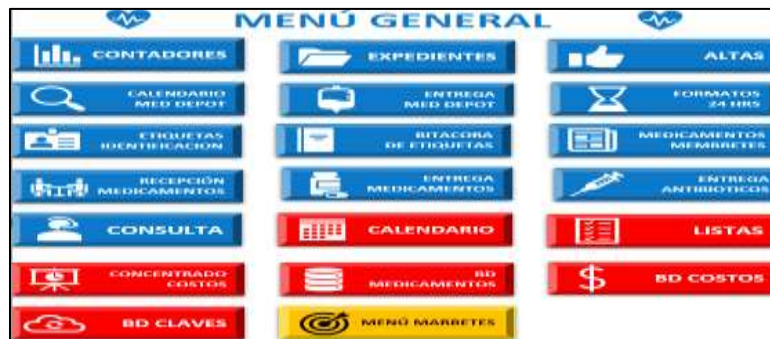 MENÚ GENERAL
CONTADORES
EXPEDIENTES
ALTAS
CALENDARIO
MED DEPOT
ENTREGA
MED DEPOT
FORMATOS
24 HRS
ETIQUETAS
IDENTIFICACION
BITACORA
DE ETIQUETAS
MEDICAMENTOS
MEMBRETES
RECEPCIÓN
MEDICAMENTOS
ENTREGA
MEDICAMENTOS
ENTREGA
ANTIBIOTICOS
CONSULTA
CALENDARIO
LISTAS
CONCENTRADO
COSTOS
BD
MEDICAMENTOS
BD COSTOS
BD CLAVES
MENÚ MARBETES